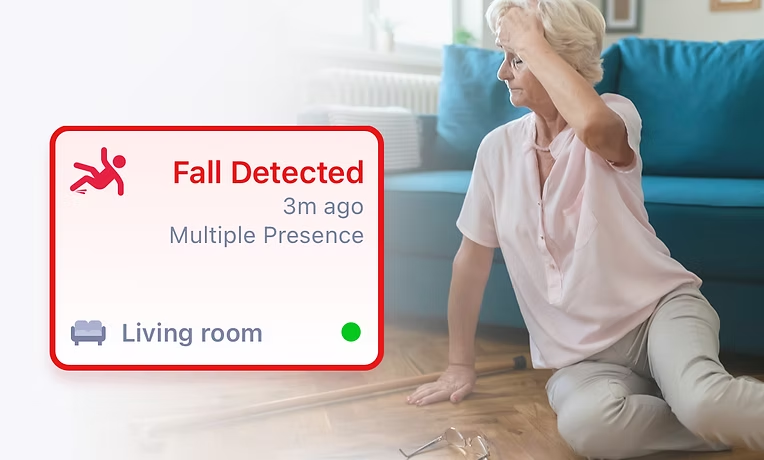 Fall Detected
3m ago
Multiple Presence
Living room